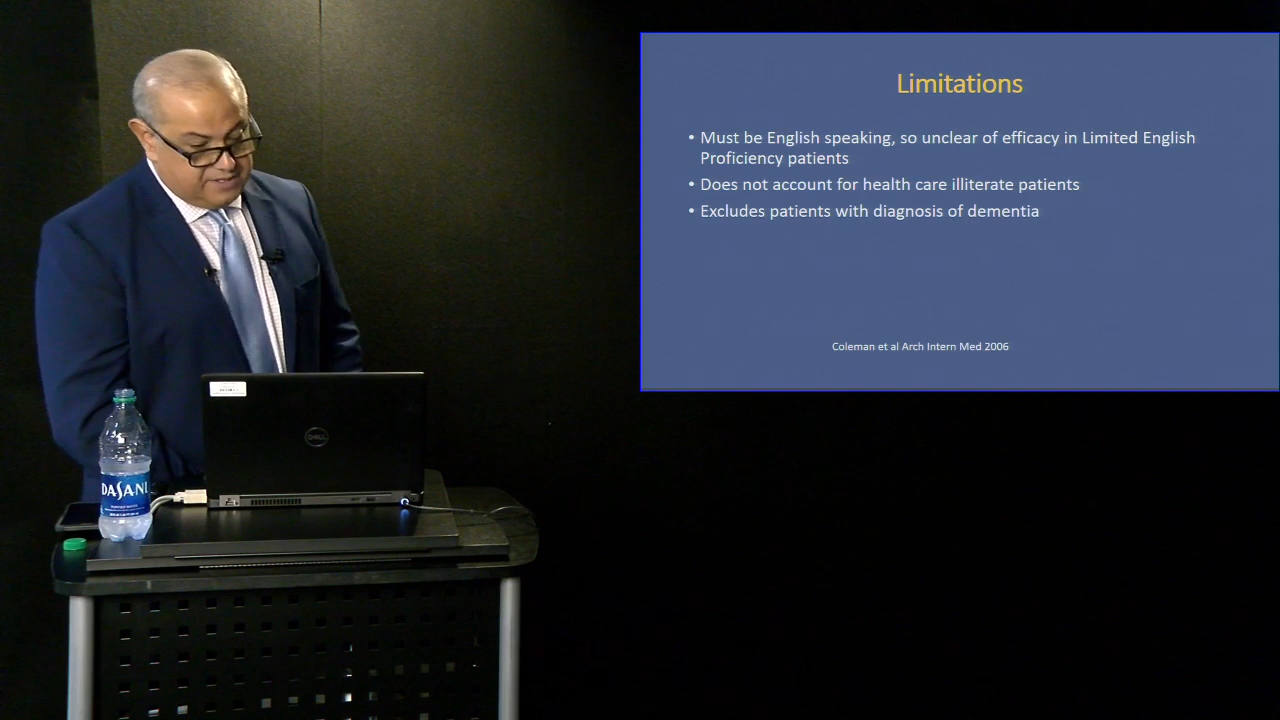 Limitations
• Must be English speaking, so unclear of efficacy in Limited English
Proficiency patients
• Does not account for health care illiterate patients
• Excludes patients with diagnosis of dementia
Coleman et al Arch Intern Med 2006
DELL
DASANI